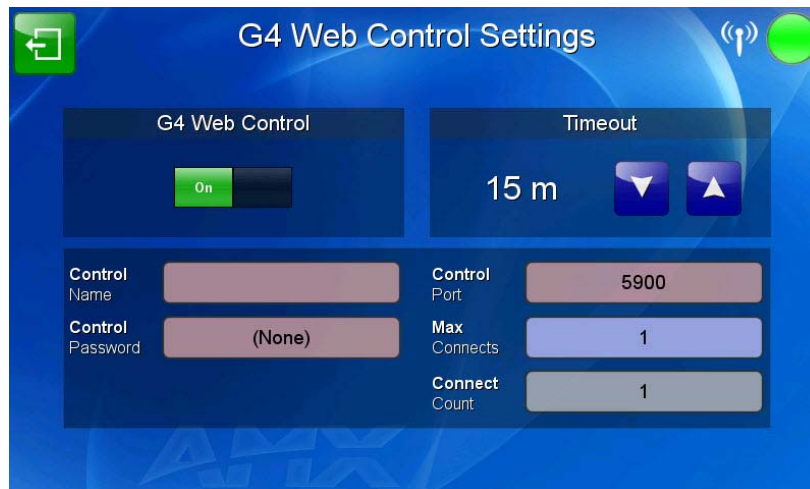 G4 Web Control Settings
G4 Web Control
Timeout
On
15 m
Control
Name
Control
Port
5900
Control
Password
(None)
Max
Connects
1
Connect
Count
1
AMX